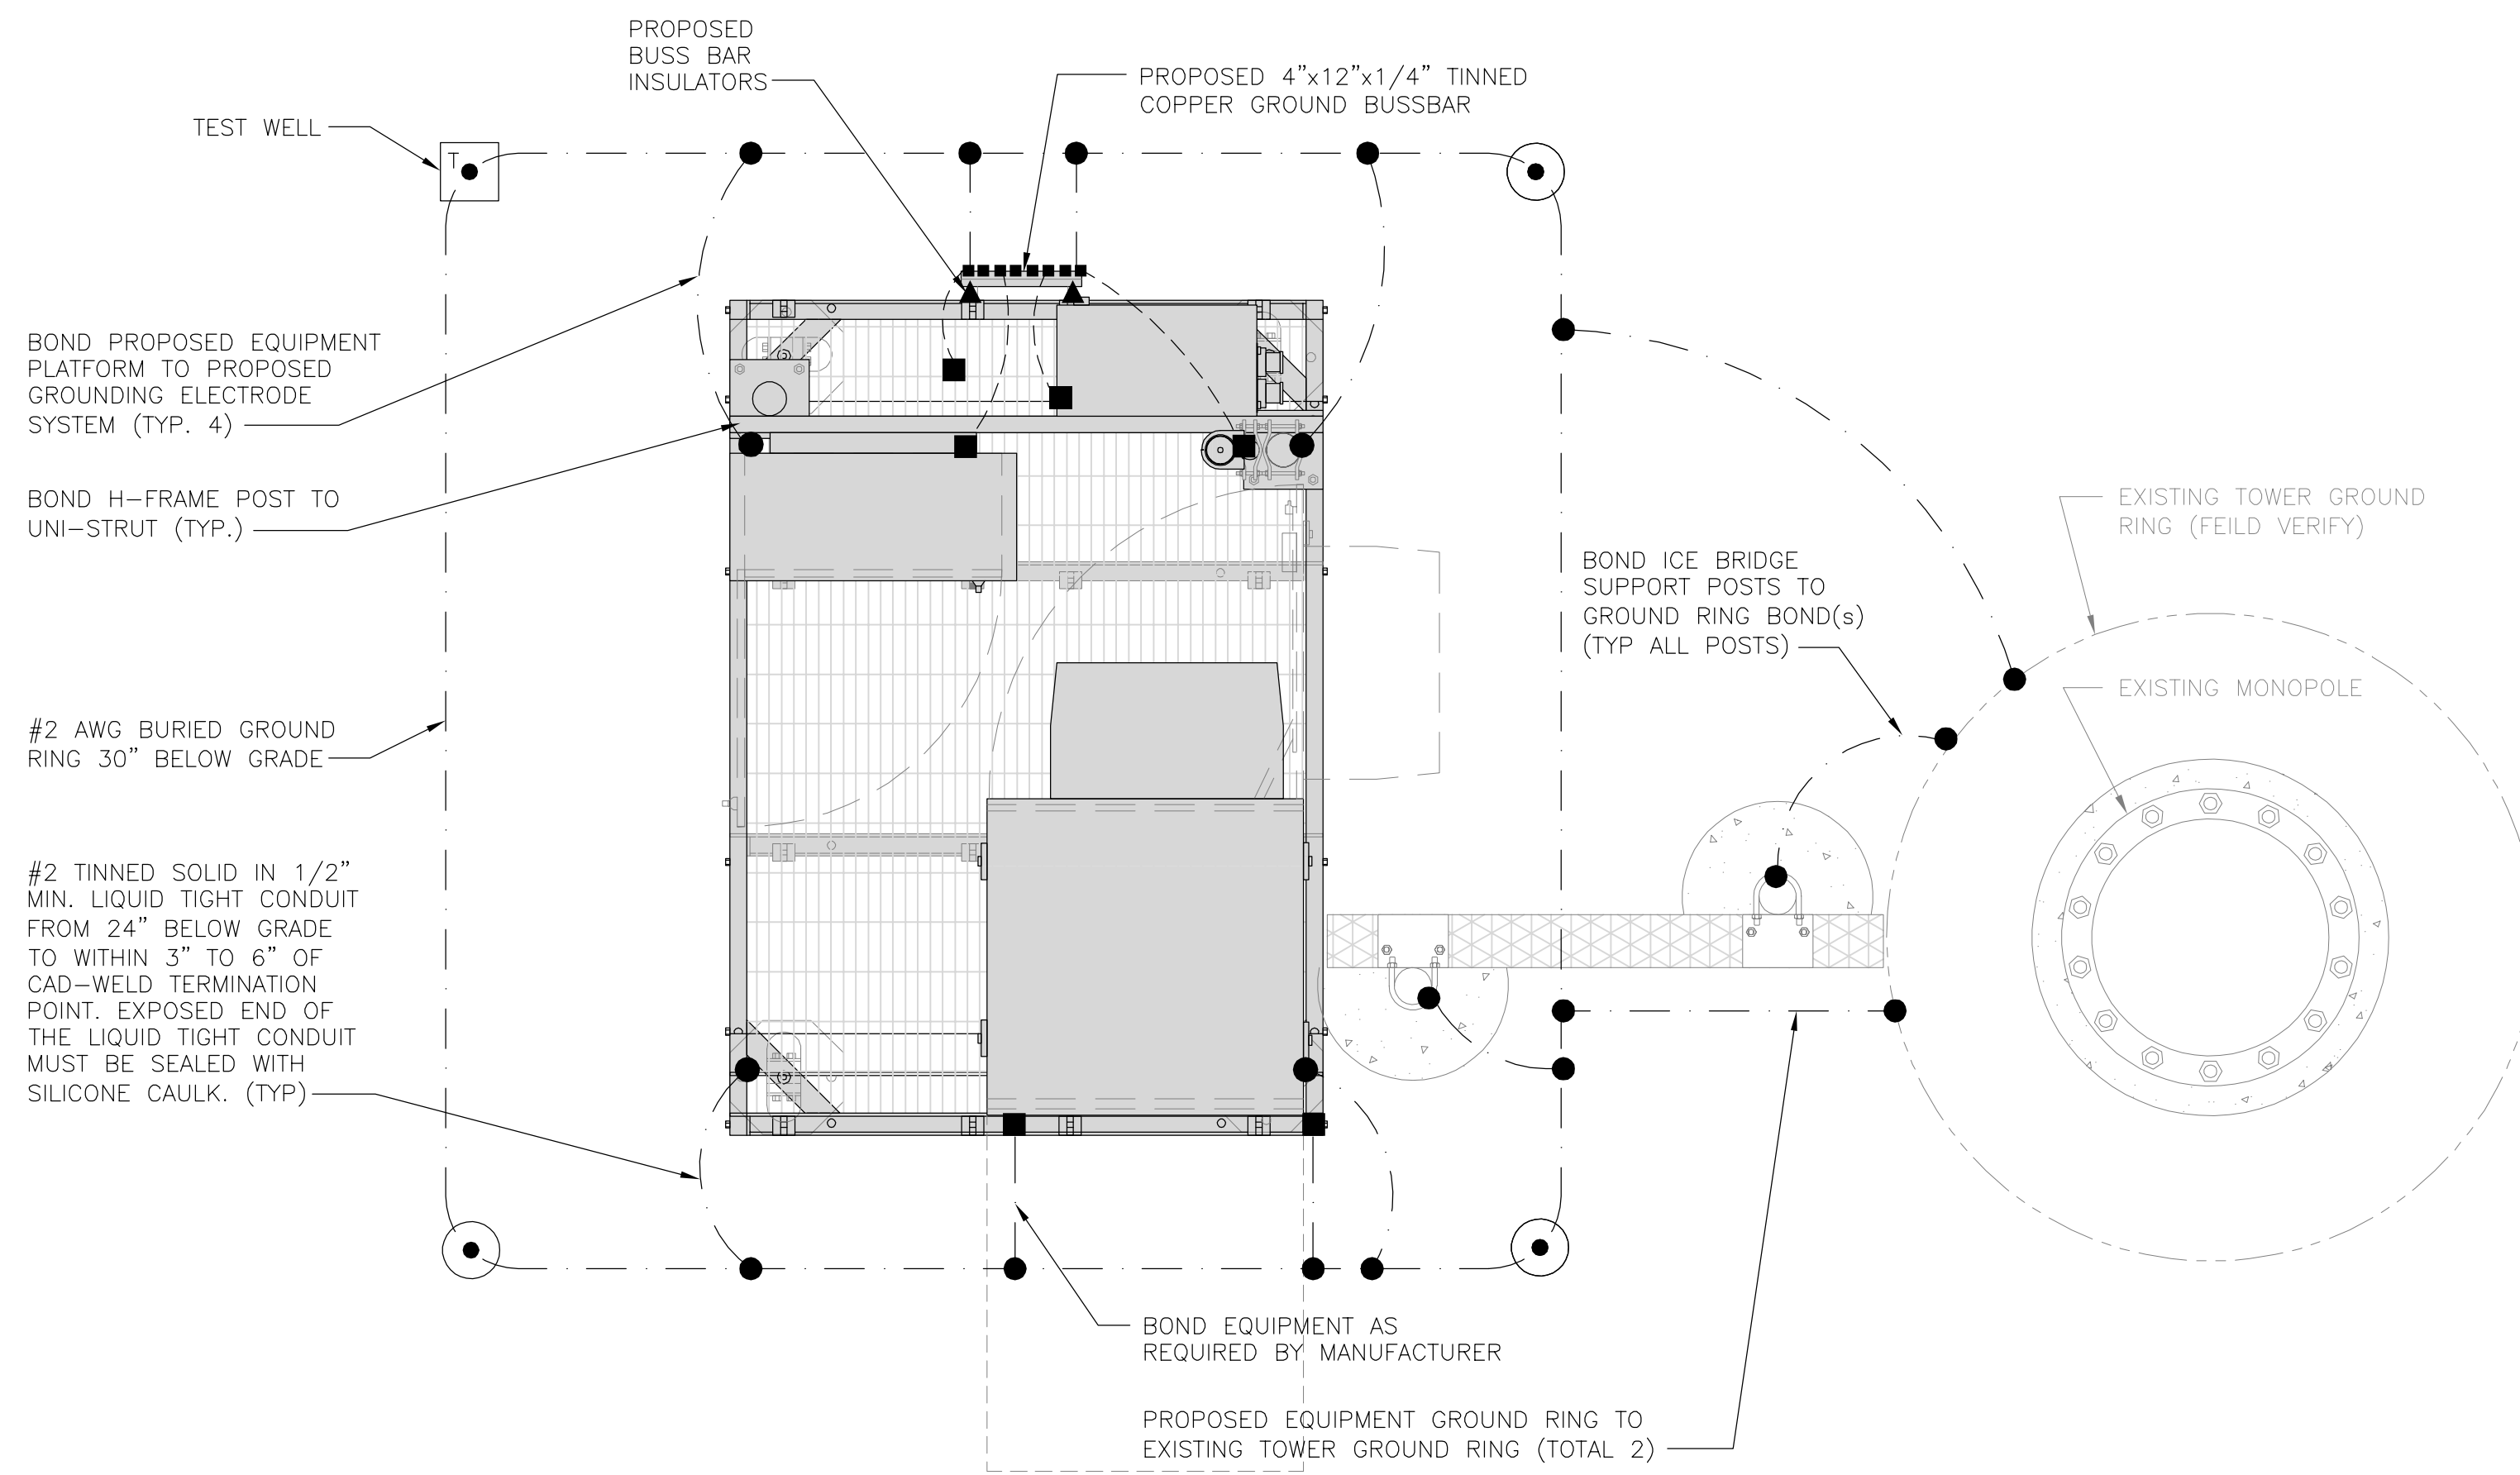 PROPOSED
BUSS BAR
INSULATORS
PROPOSED 4”x12”x1/4” TINNED
COPPER GROUND BUSSBAR
TEST WELL
T
BOND PROPOSED EQUIPMENT
PLATFORM TO PROPOSED
GROUNDING ELECTRODE
SYSTEM (TYP. 4)
BOND H-FRAME POST TO
UNI-STRUT (TYP.)
EXISTING TOWER GROUND
RING (FEILD VERIFY)
BOND ICE BRIDGE
SUPPORT POSTS TO
GROUND RING BOND(s)
(TYP ALL POSTS)
EXISTING MONOPOLE
#2 AWG BURIED GROUND
RING 30” BELOW GRADE
#2 TINNED SOLID IN 1/2”
MIN. LIQUID TIGHT CONDUIT
FROM 24” BELOW GRADE
TO WITHIN 3” TO 6” OF
CAD-WELD TERMINATION
POINT. EXPOSED END OF
THE LIQUID TIGHT CONDUIT
MUST BE SEALED WITH
SILICONE CAULK. (TYP)
BOND EQUIPMENT AS
REQUIRED BY MANUFACTURER
PROPOSED EQUIPMENT GROUND RING TO
EXISTING TOWER GROUND RING (TOTAL 2)